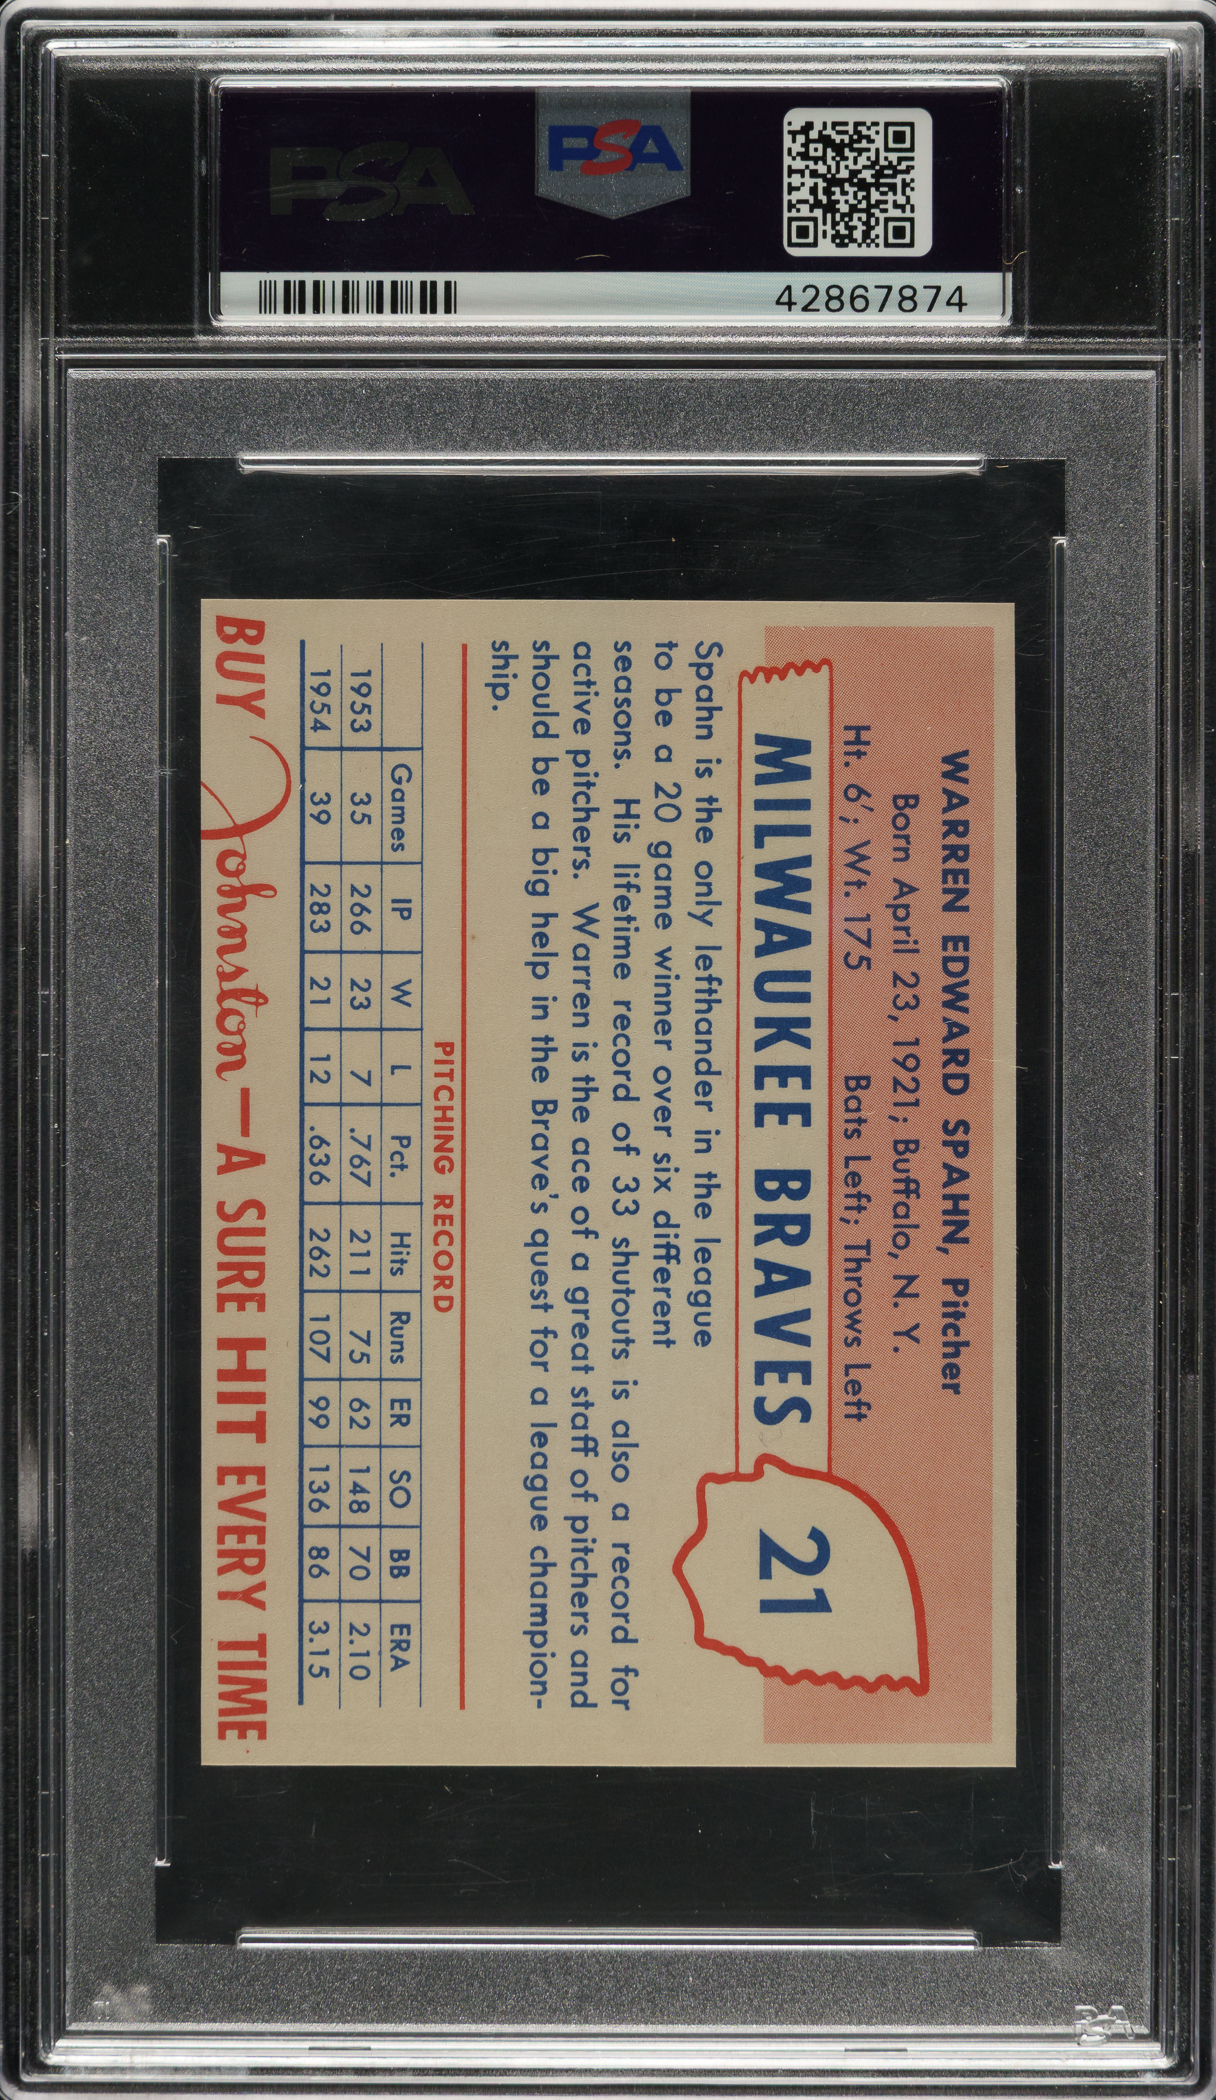 PSA
PSA
42867874
WARREN EDWARD SPAHN, Pitcher
Born April 23, 1921; Buffalo, N. Y.
Ht. 6'; Wt. 175 Bats Left; Throws Left
MILWAUKEE BRAVES
21
Spahn is the only lefthander in the league
to be a 20 game winner over six different
seasons. His lifetime record of 33 shutouts is also a record for
active pitchers. Warren is the ace of a great staff of pitchers and
should be a big help in the Brave's quest for a league champion-
ship.
PITCHING RECORD
Games IP W L Pct. Hits Runs ER SO BB ERA
1953 35 266 23 7 .767 211 75 62 148 70 2.10
1954 39 283 21 12 .636 262 107 99 136 86 3.15
BUY Johnston—A SURE HIT EVERY TIME
PSA